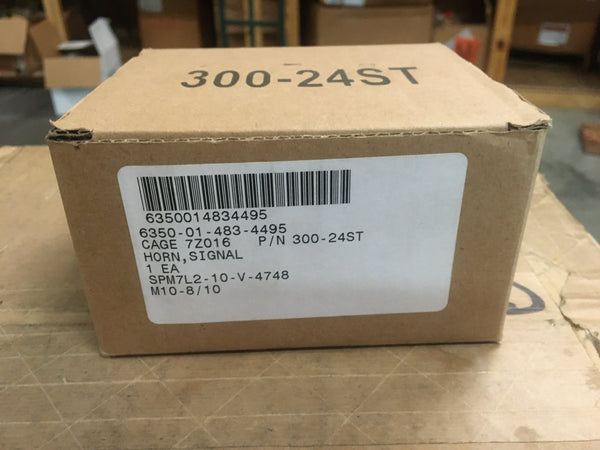 300-24ST
6350014834495
6350-01-483-4495
CAGE 7Z016 P/N 300-24ST
HORN,SIGNAL
1 EA
SPM7L2-10-V-4748
M10-8/10